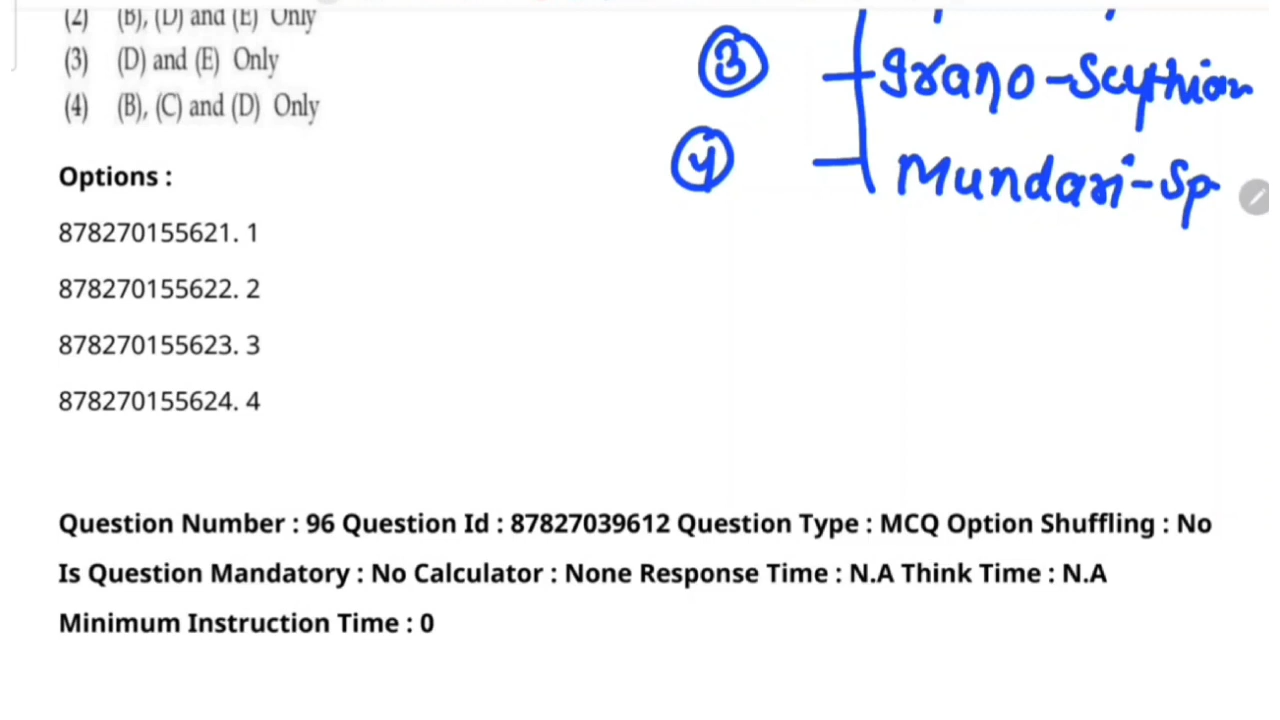 (2) (B), (D) and (E) Only
(3) (D) and (E) Only
(4) (B), (C) and (D) Only
③ Irano-Scythian
④ Mundari-Sp
Options :
878270155621. 1
878270155622. 2
878270155623. 3
878270155624. 4
Question Number : 96 Question Id : 87827039612 Question Type : MCQ Option Shuffling : No
Is Question Mandatory : No Calculator : None Response Time : N.A Think Time : N.A
Minimum Instruction Time : 0